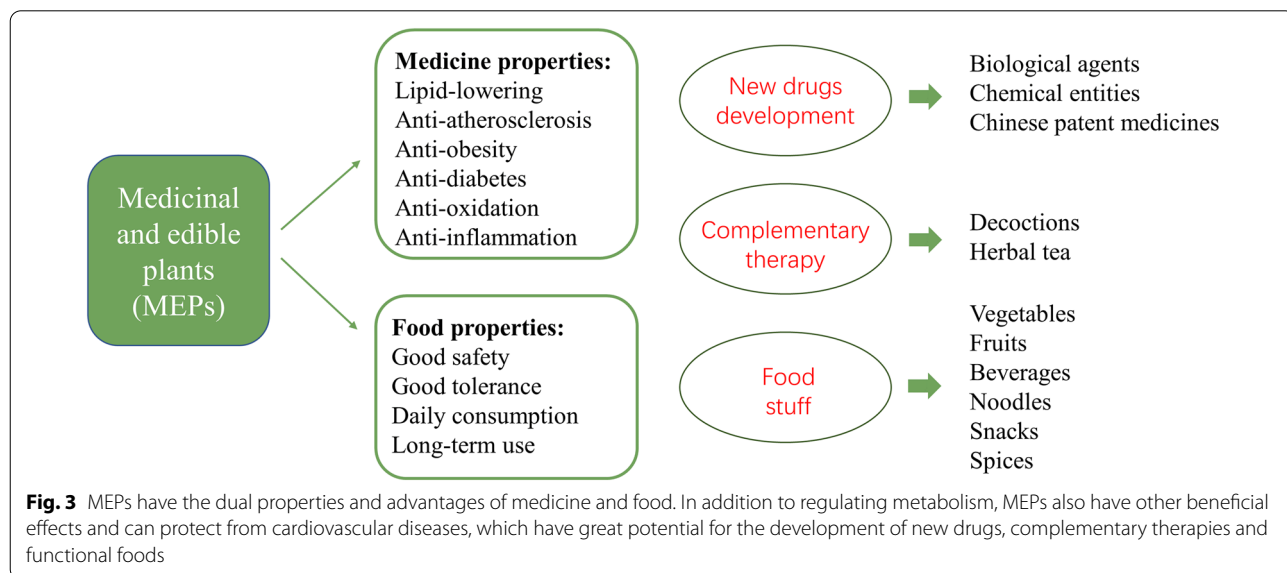 Medicinal
and edible
plants
(MEPs)
Medicine properties:
Lipid-lowering
Anti-atherosclerosis
Anti-obesity
Anti-diabetes
Anti-oxidation
Anti-inflammation
Food properties:
Good safety
Good tolerance
Daily consumption
Long-term use
New drugs
development
Biological agents
Chemical entities
Chinese patent medicines
Complementary
therapy
Decoctions
Herbal tea
Food
stuff
Vegetables
Fruits
Beverages
Noodles
Snacks
Spices
Fig. 3 MEPs have the dual properties and advantages of medicine and food. In addition to regulating metabolism, MEPs also have other beneficial
effects and can protect from cardiovascular diseases, which have great potential for the development of new drugs, complementary therapies and
functional foods